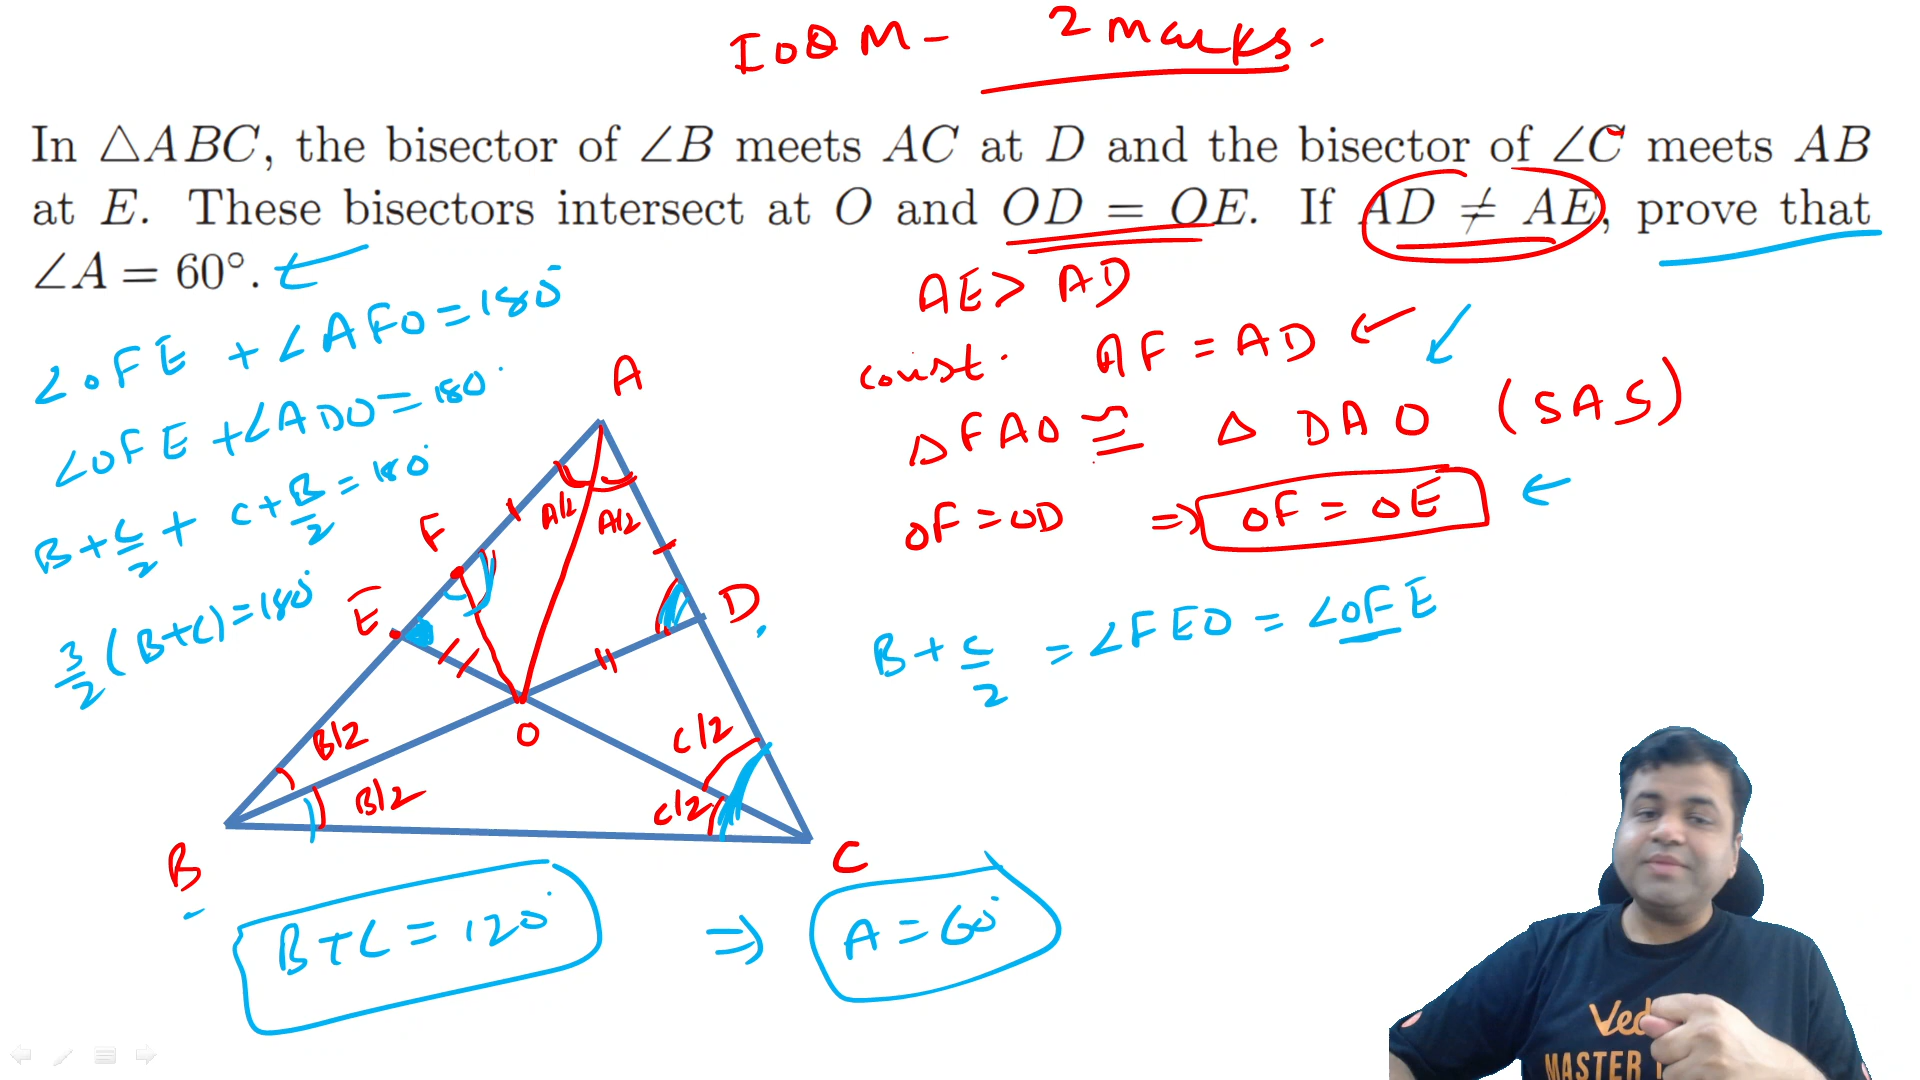 IOQM - 2 marks.
In △ABC, the bisector of ∠B meets AC at D and the bisector of ∠C meets AB
at E. These bisectors intersect at O and OD = OE. If AD ≠ AE, prove that
∠A = 60°.
AE > AD
const. AF = AD
△FAO ≅ △DAO (SAS)
OF = OD ⇒ OF = OE
B + C/2 = ∠FEO = ∠OFE
∠OFE + ∠AFO = 180°
∠OFE + ∠ADO = 180°
B + C/2 + C + B/2 = 180°
3/2 (B+C) = 180°
A
A/2 A/2
F
E
D
O
B/2
B/2
C/2
C/2
B
C
B+C = 120° ⇒ A = 60°
Ved
MASTER